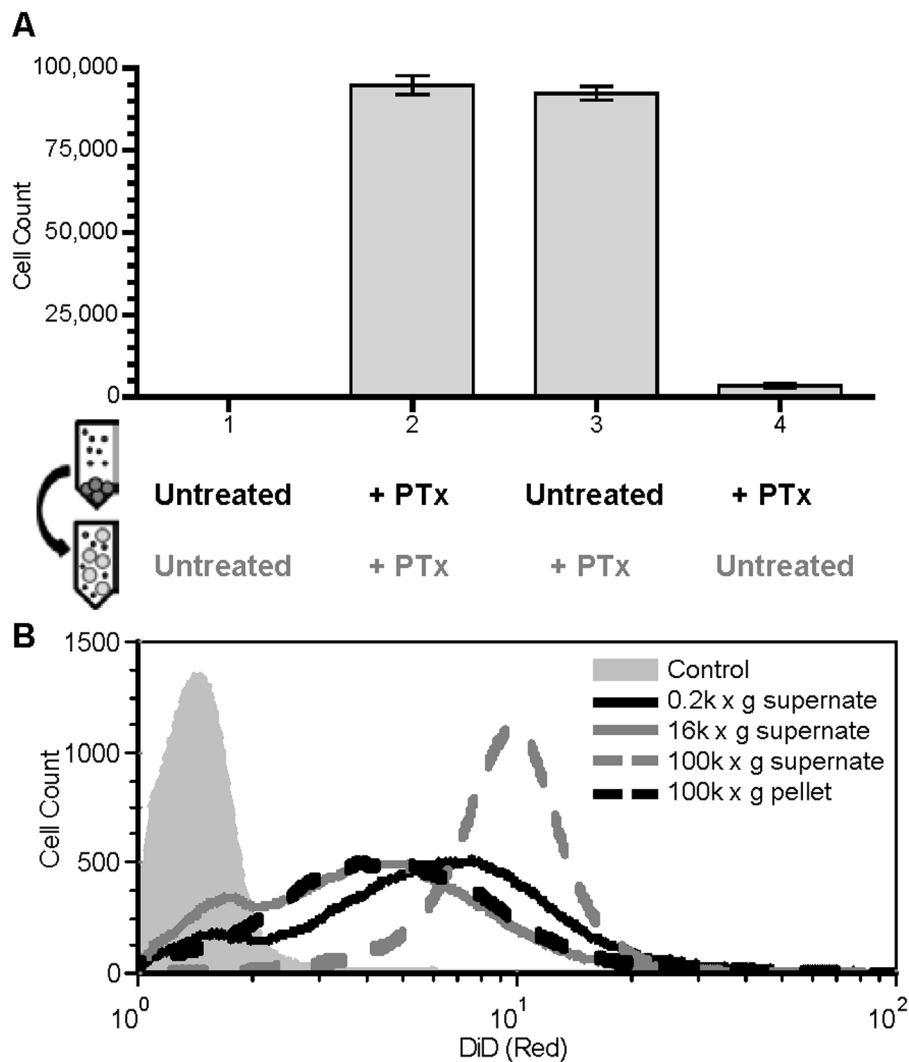 A
100,000
75,000
50,000
25,000
0
Cell Count
1 2 3 4
Untreated + PTx Untreated + PTx
Untreated + PTx + PTx Untreated
B
1500
1000
500
0
Cell Count
Control
0.2k x g supernate
16k x g supernate
100k x g supernate
100k x g pellet
10⁰ 10¹ 10²
DiD (Red)